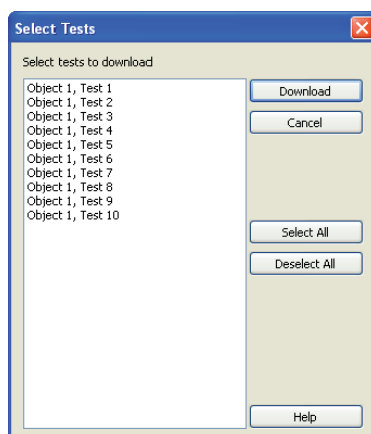 Select Tests
Select tests to download
Object 1, Test 1
Object 1, Test 2
Object 1, Test 3
Object 1, Test 4
Object 1, Test 5
Object 1, Test 6
Object 1, Test 7
Object 1, Test 8
Object 1, Test 9
Object 1, Test 10
Download
Cancel
Select All
Deselect All
Help